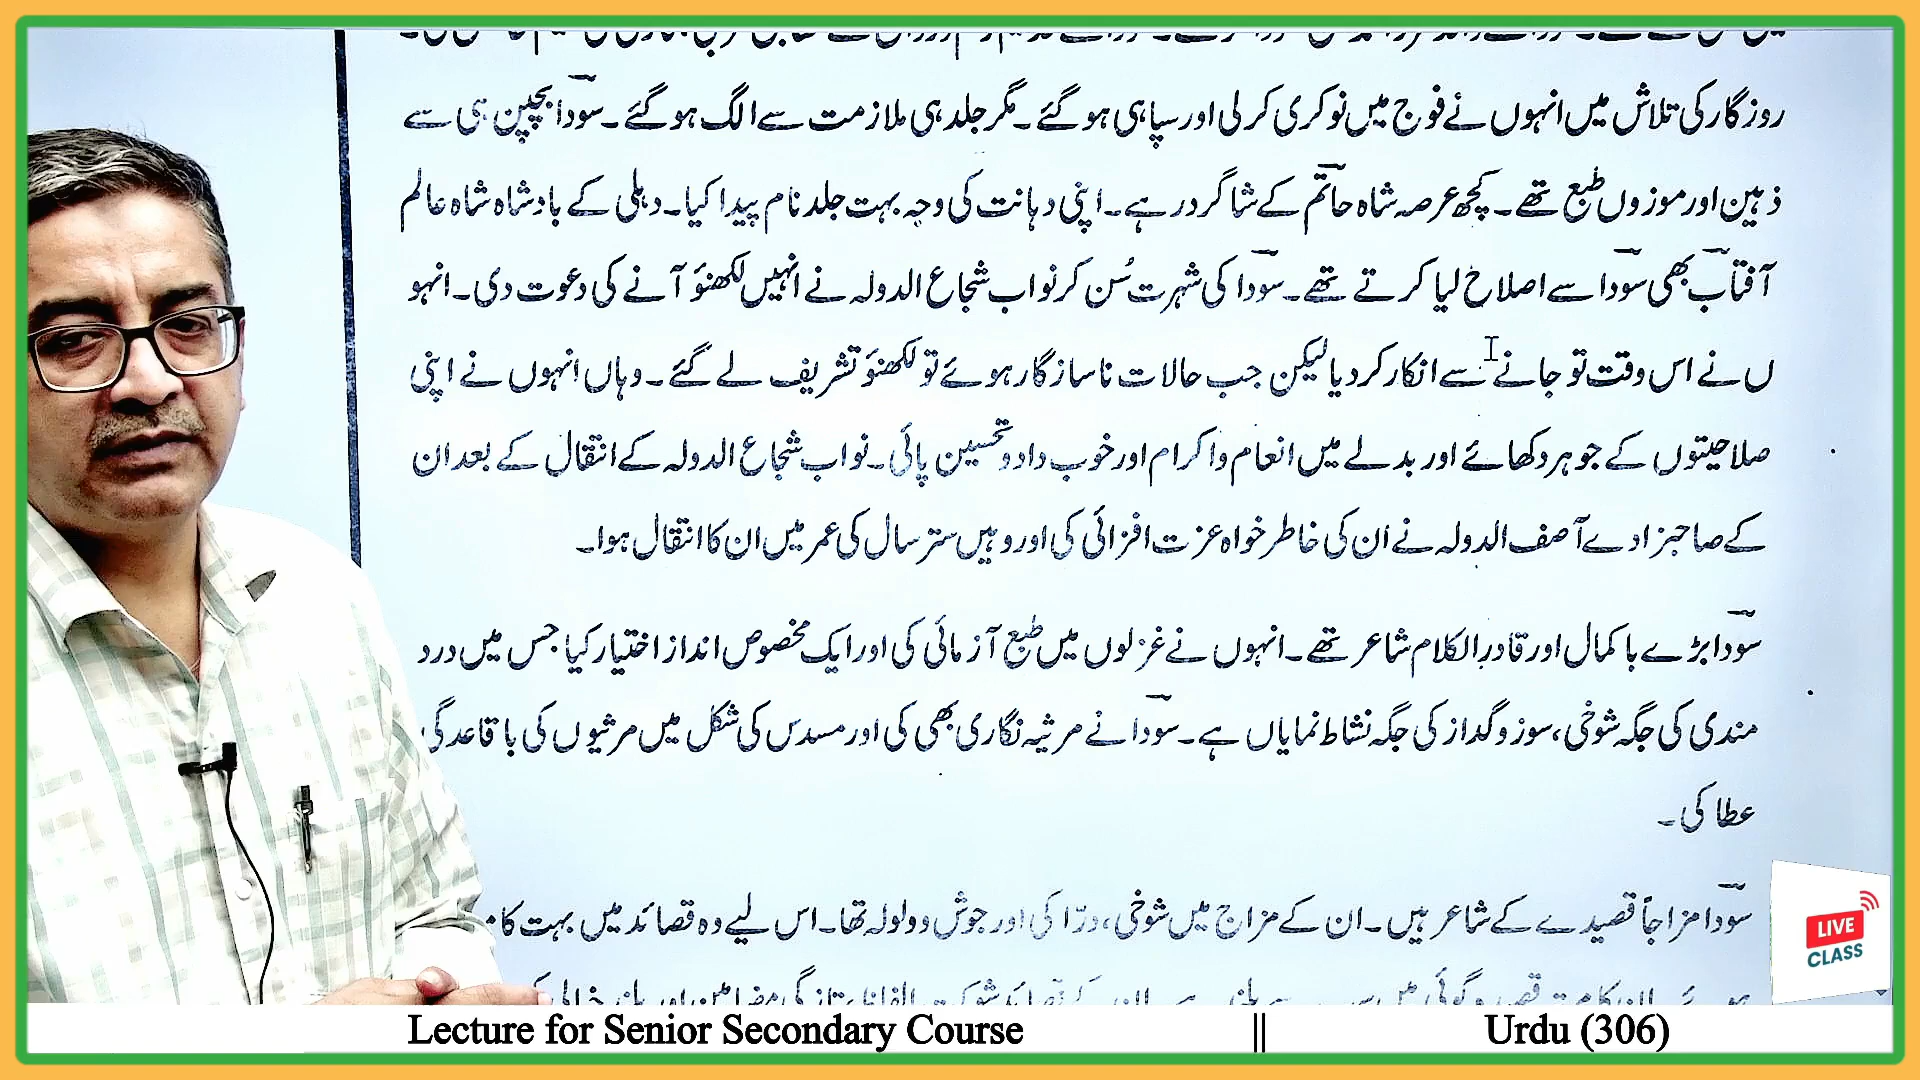 روزگار کی تلاش میں انہوں نے فوج میں نوکری کر لی اور سپاہی ہو گئے۔ مگر جلد ہی ملازمت سے الگ ہو گئے۔ سوداؔ بچپن ہی سے
ذہین اور موزوں طبع تھے۔ کچھ عرصہ شاہ حاتمؔ کے شاگرد رہے۔ اپنی دہانت کی وجہ بہت جلد نام پیدا کیا۔ دہلی کے بادشاہ شاہ عالم
آفتابؔ بھی سوداؔ سے اصلاح لیا کرتے تھے۔ سوداؔ کی شہرت سُن کر نواب شجاع الدولہ نے انہیں لکھنؤ آنے کی دعوت دی۔ انہو
ں نے اس وقت تو جانے سے انکار کر دیا لیکن جب حالات ناسازگار ہوئے تو لکھنؤ تشریف لے گئے۔ وہاں انہوں نے اپنی
صلاحیتوں کے جوہر دکھائے اور بدلے میں انعام و اکرام اور خوب داد و تحسین پائی۔ نواب شجاع الدولہ کے انتقال کے بعد ان
کے صاحبزادے آصف الدولہ نے ان کی خاطر خواہ عزت افزائی کی اور وہیں ستر سال کی عمر میں ان کا انتقال ہوا۔
سوداؔ بڑے با کمال اور قادر الکلام شاعر تھے۔ انہوں نے غزلوں میں طبع آزمائی کی اور ایک مخصوص انداز اختیار کیا جس میں درد
مندی کی جگہ شوخی، سوز و گداز کی جگہ نشاط نمایاں ہے۔ سوداؔ نے مرثیہ نگاری بھی کی اور مسدس کی شکل میں مرثیوں کی با قاعدگی
عطا کی۔
سوداؔ مزاجاً قصیدے کے شاعر ہیں۔ ان کے مزاج میں شوخی، درّاکی اور جوش و ولولہ تھا۔ اس لیے وہ قصائد میں بہت
LIVE
CLASS
Lecture for Senior Secondary Course || Urdu (306)